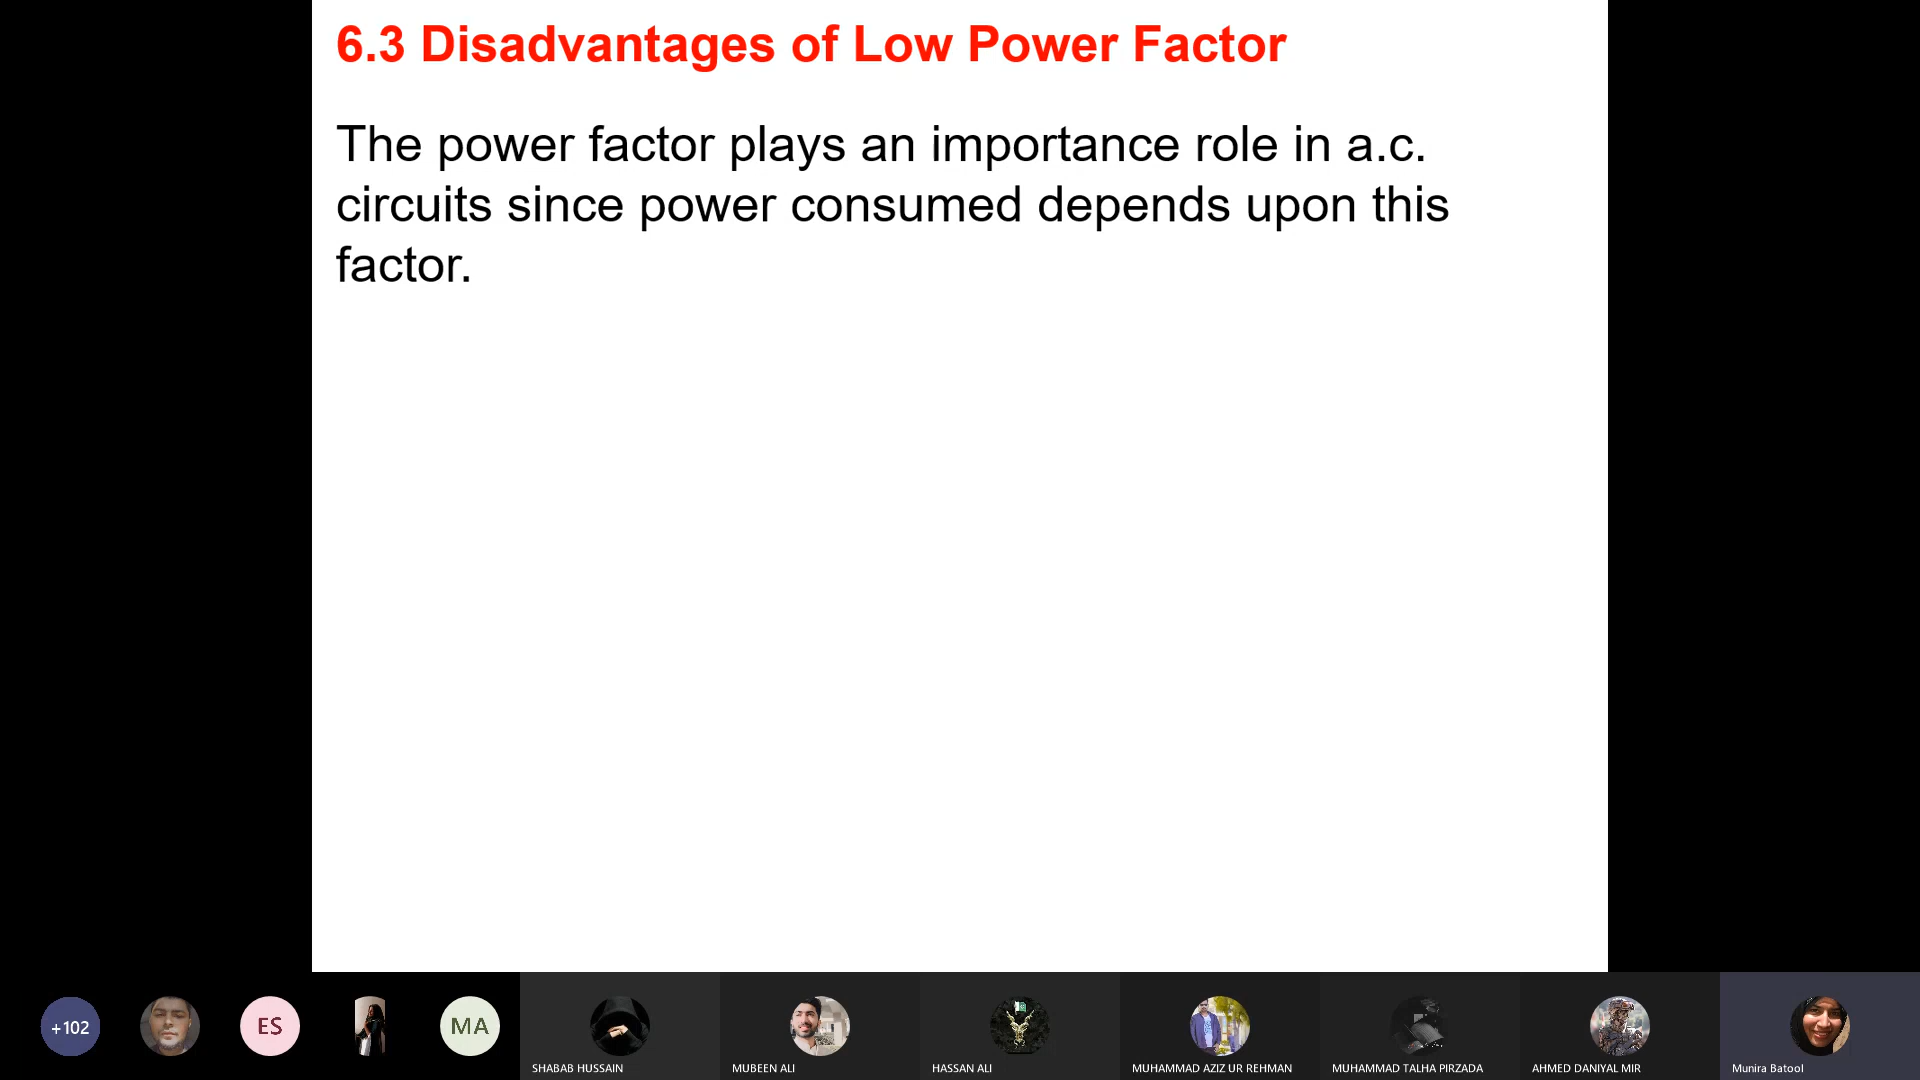 6.3 Disadvantages of Low Power Factor
The power factor plays an importance role in a.c.
circuits since power consumed depends upon this
factor.
+102
ES
MA
SHABAB HUSSAIN
MUBEEN ALI
HASSAN ALI
MUHAMMAD AZIZ UR REHMAN
MUHAMMAD TALHA PIRZADA
AHMED DANIYAL MIR
Munira Batool